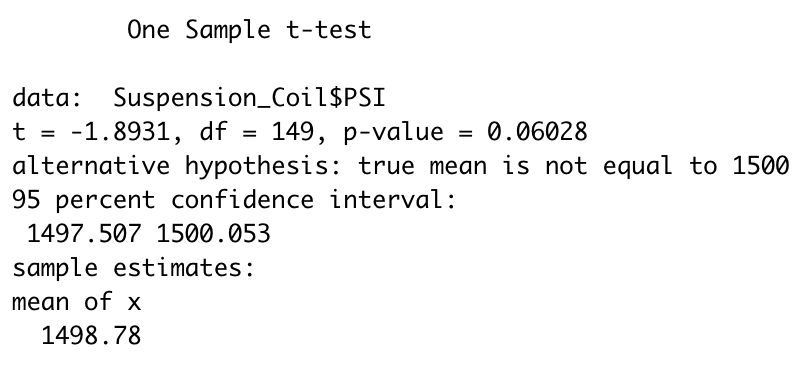 One Sample t-test
data:  Suspension_Coil$PSI
t = -1.8931, df = 149, p-value = 0.06028
alternative hypothesis: true mean is not equal to 1500
95 percent confidence interval:
1497.507 1500.053
sample estimates:
mean of x
1498.78